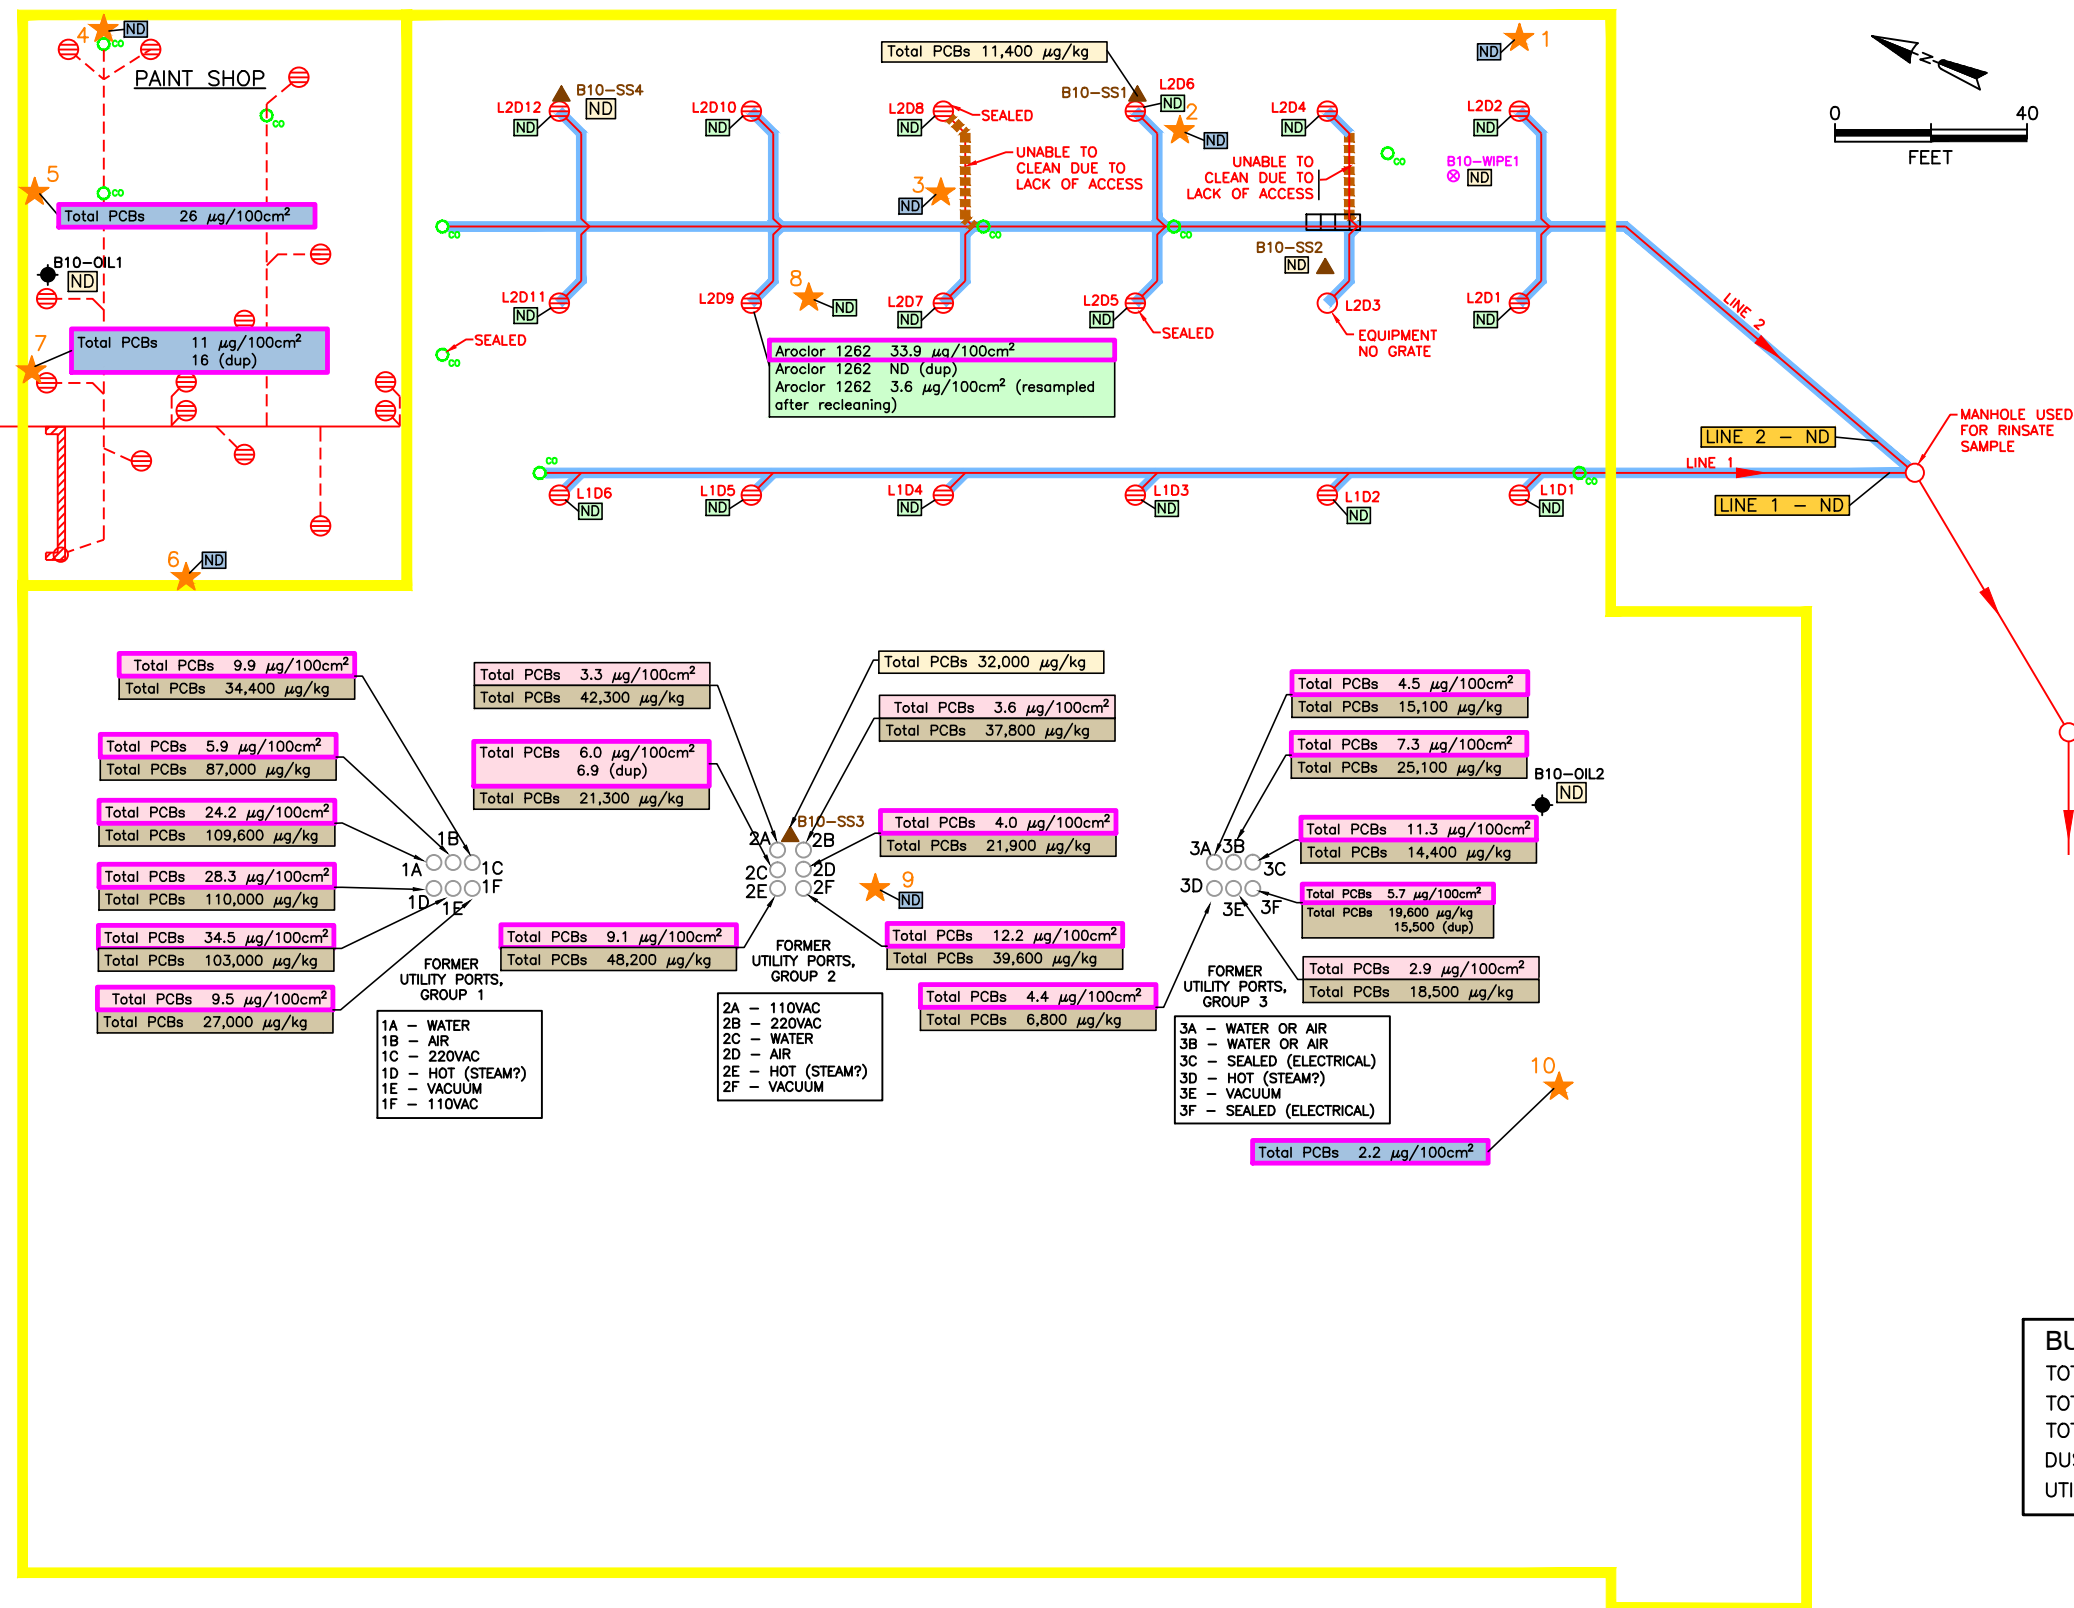 4
ND
CO
PAINT SHOP
CO
5
CO
Total PCBs 26 µg/100cm²
B10-OIL1
ND
7
Total PCBs 11 µg/100cm²
16 (dup)
6
ND
Total PCBs 11,400 µg/kg
ND
1
L2D12
B10-SS4
ND
ND
L2D10
ND
L2D8
ND
SEALED
B10-SS1
L2D6
ND
2
ND
L2D4
ND
L2D2
ND
UNABLE TO
CLEAN DUE TO
LACK OF ACCESS
UNABLE TO
CLEAN DUE TO
LACK OF ACCESS
CO
B10-WIPE1
ND
3
ND
CO
CO
CO
B10-SS2
ND
L2D11
ND
L2D9
8
ND
L2D7
ND
L2D5
ND
SEALED
L2D3
EQUIPMENT
NO GRATE
L2D1
ND
SEALED
CO
Aroclor 1262 33.9 µg/100cm²
Aroclor 1262 ND (dup)
Aroclor 1262 3.6 µg/100cm² (resampled
after recleaning)
N
0 40
FEET
LINE 2
LINE 2 - ND
MANHOLE USED
FOR RINSATE
SAMPLE
LINE 1
LINE 1 - ND
CO
L1D6
ND
L1D5
ND
L1D4
ND
L1D3
ND
L1D2
ND
L1D1
ND
CO
Total PCBs 9.9 µg/100cm²
Total PCBs 34,400 µg/kg
Total PCBs 5.9 µg/100cm²
Total PCBs 87,000 µg/kg
Total PCBs 24.2 µg/100cm²
Total PCBs 109,600 µg/kg
Total PCBs 28.3 µg/100cm²
Total PCBs 110,000 µg/kg
Total PCBs 34.5 µg/100cm²
Total PCBs 103,000 µg/kg
Total PCBs 9.5 µg/100cm²
Total PCBs 27,000 µg/kg
1A
1B
1C
1D
1E
1F
FORMER
UTILITY PORTS,
GROUP 1
1A - WATER
1B - AIR
1C - 220VAC
1D - HOT (STEAM?)
1E - VACUUM
1F - 110VAC
Total PCBs 3.3 µg/100cm²
Total PCBs 42,300 µg/kg
Total PCBs 6.0 µg/100cm²
6.9 (dup)
Total PCBs 21,300 µg/kg
Total PCBs 32,000 µg/kg
Total PCBs 3.6 µg/100cm²
Total PCBs 37,800 µg/kg
Total PCBs 4.0 µg/100cm²
Total PCBs 21,900 µg/kg
B10-SS3
2A
2B
2C
2D
2E
2F
9
ND
Total PCBs 9.1 µg/100cm²
Total PCBs 48,200 µg/kg
Total PCBs 12.2 µg/100cm²
Total PCBs 39,600 µg/kg
FORMER
UTILITY PORTS,
GROUP 2
2A - 110VAC
2B - 220VAC
2C - WATER
2D - AIR
2E - HOT (STEAM?)
2F - VACUUM
Total PCBs 4.5 µg/100cm²
Total PCBs 15,100 µg/kg
Total PCBs 7.3 µg/100cm²
Total PCBs 25,100 µg/kg
B10-OIL2
ND
Total PCBs 11.3 µg/100cm²
Total PCBs 14,400 µg/kg
3A
3B
3C
3D
3E
3F
Total PCBs 5.7 µg/100cm²
Total PCBs 19,600 µg/kg
15,500 (dup)
Total PCBs 2.9 µg/100cm²
Total PCBs 18,500 µg/kg
Total PCBs 4.4 µg/100cm²
Total PCBs 6,800 µg/kg
FORMER
UTILITY PORTS,
GROUP 3
3A - WATER OR AIR
3B - WATER OR AIR
3C - SEALED (ELECTRICAL)
3D - HOT (STEAM?)
3E - VACUUM
3F - SEALED (ELECTRICAL)
10
Total PCBs 2.2 µg/100cm²